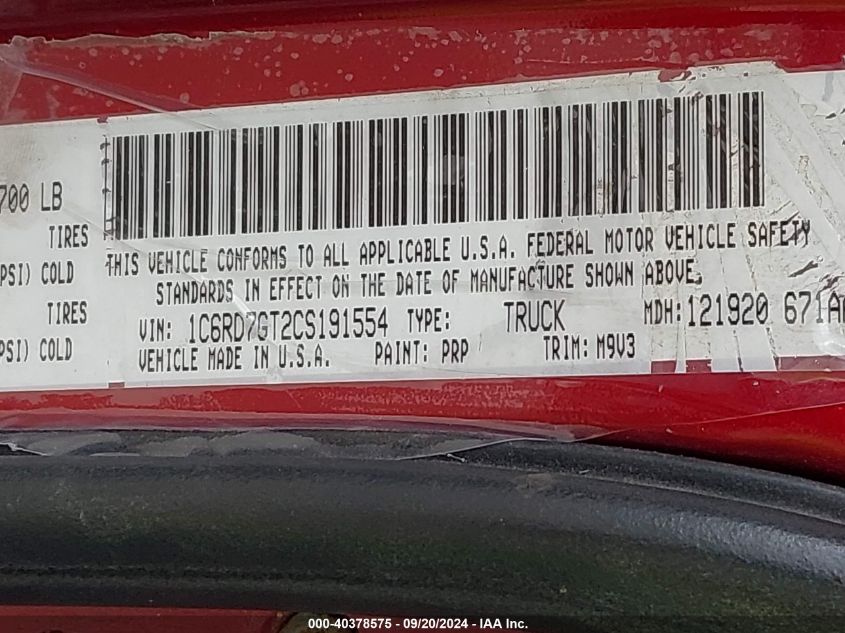 700 LB
TIRES
PSI) COLD
TIRES
PSI) COLD
THIS VEHICLE CONFORMS TO ALL APPLICABLE U.S.A. FEDERAL MOTOR VEHICLE SAFETY
STANDARDS IN EFFECT ON THE DATE OF MANUFACTURE SHOWN ABOVE.
VIN: 1C6RD7GT2CS191554 TYPE: TRUCK MDH: 121920 671A
VEHICLE MADE IN U.S.A. PAINT: PRP TRIM: M9V3
000-40378575 - 09/20/2024 - IAA Inc.